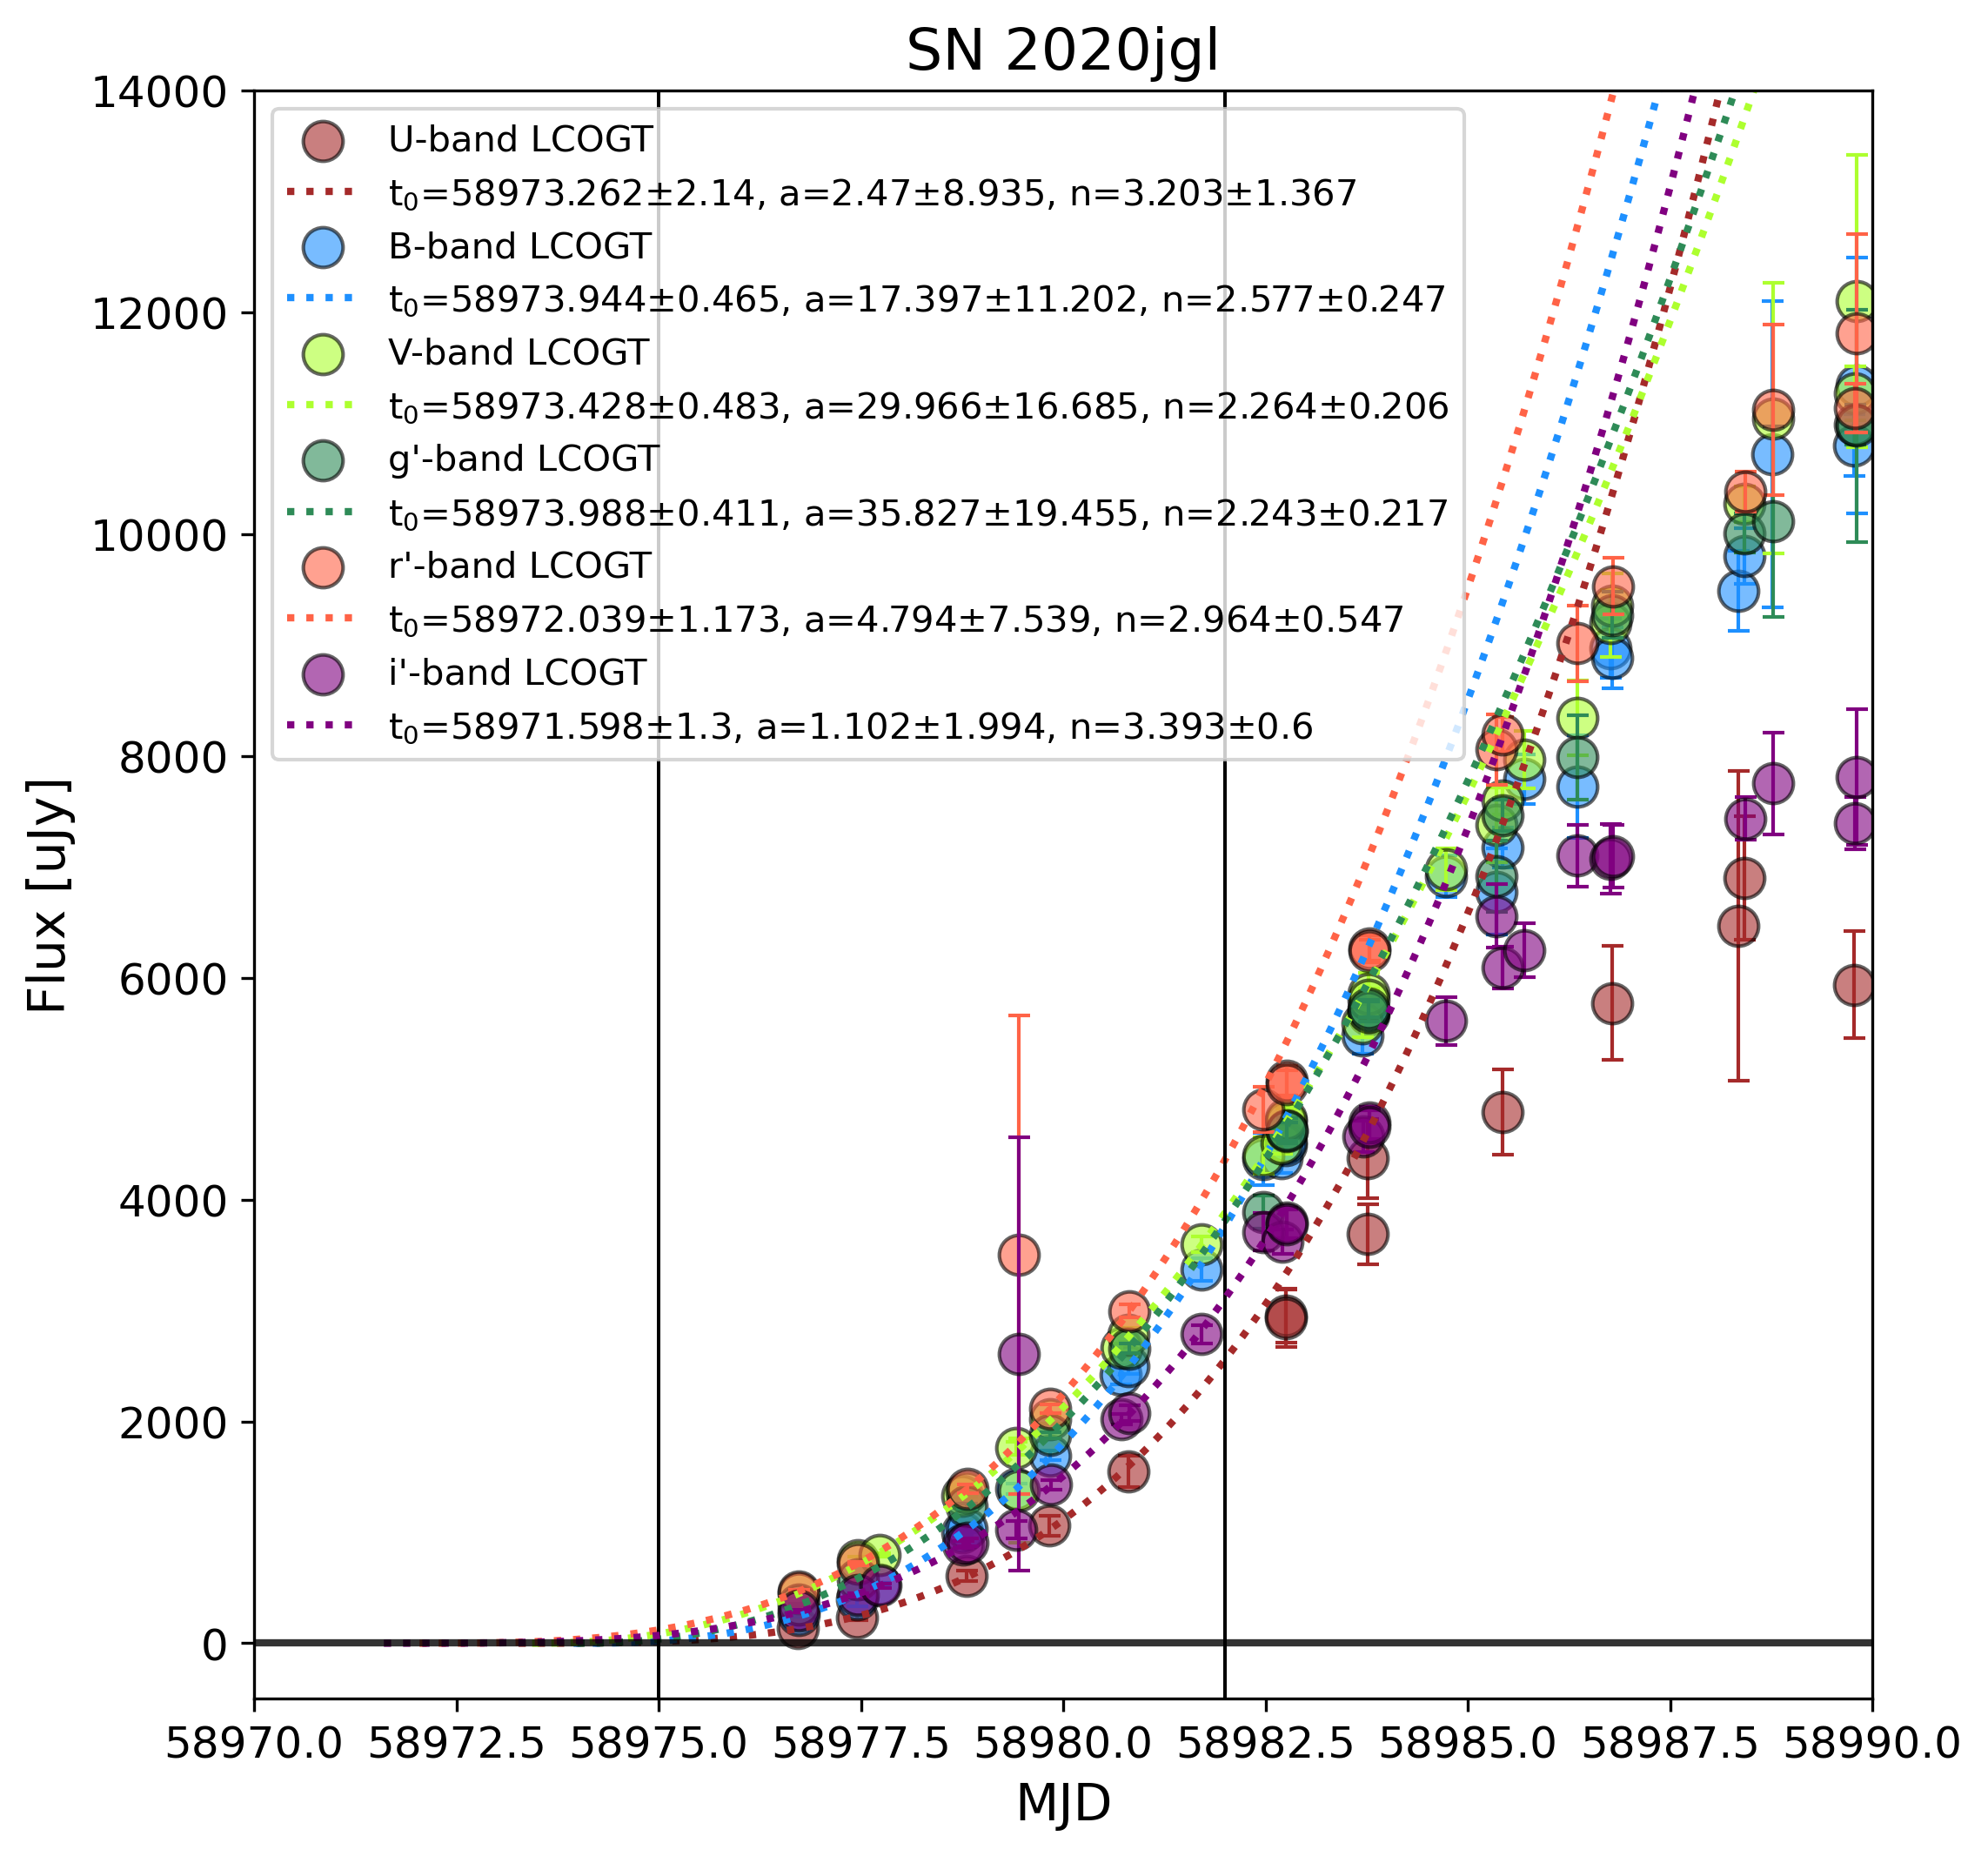 SN 2020jgl
Flux [uJy]
14000
12000
10000
8000
6000
4000
2000
0
U-band LCOGT
t₀=58973.262±2.14, a=2.47±8.935, n=3.203±1.367
B-band LCOGT
t₀=58973.944±0.465, a=17.397±11.202, n=2.577±0.247
V-band LCOGT
t₀=58973.428±0.483, a=29.966±16.685, n=2.264±0.206
g'-band LCOGT
t₀=58973.988±0.411, a=35.827±19.455, n=2.243±0.217
r'-band LCOGT
t₀=58972.039±1.173, a=4.794±7.539, n=2.964±0.547
i'-band LCOGT
t₀=58971.598±1.3, a=1.102±1.994, n=3.393±0.6
58970.0 58972.5 58975.0 58977.5 58980.0 58982.5 58985.0 58987.5 58990.0
MJD